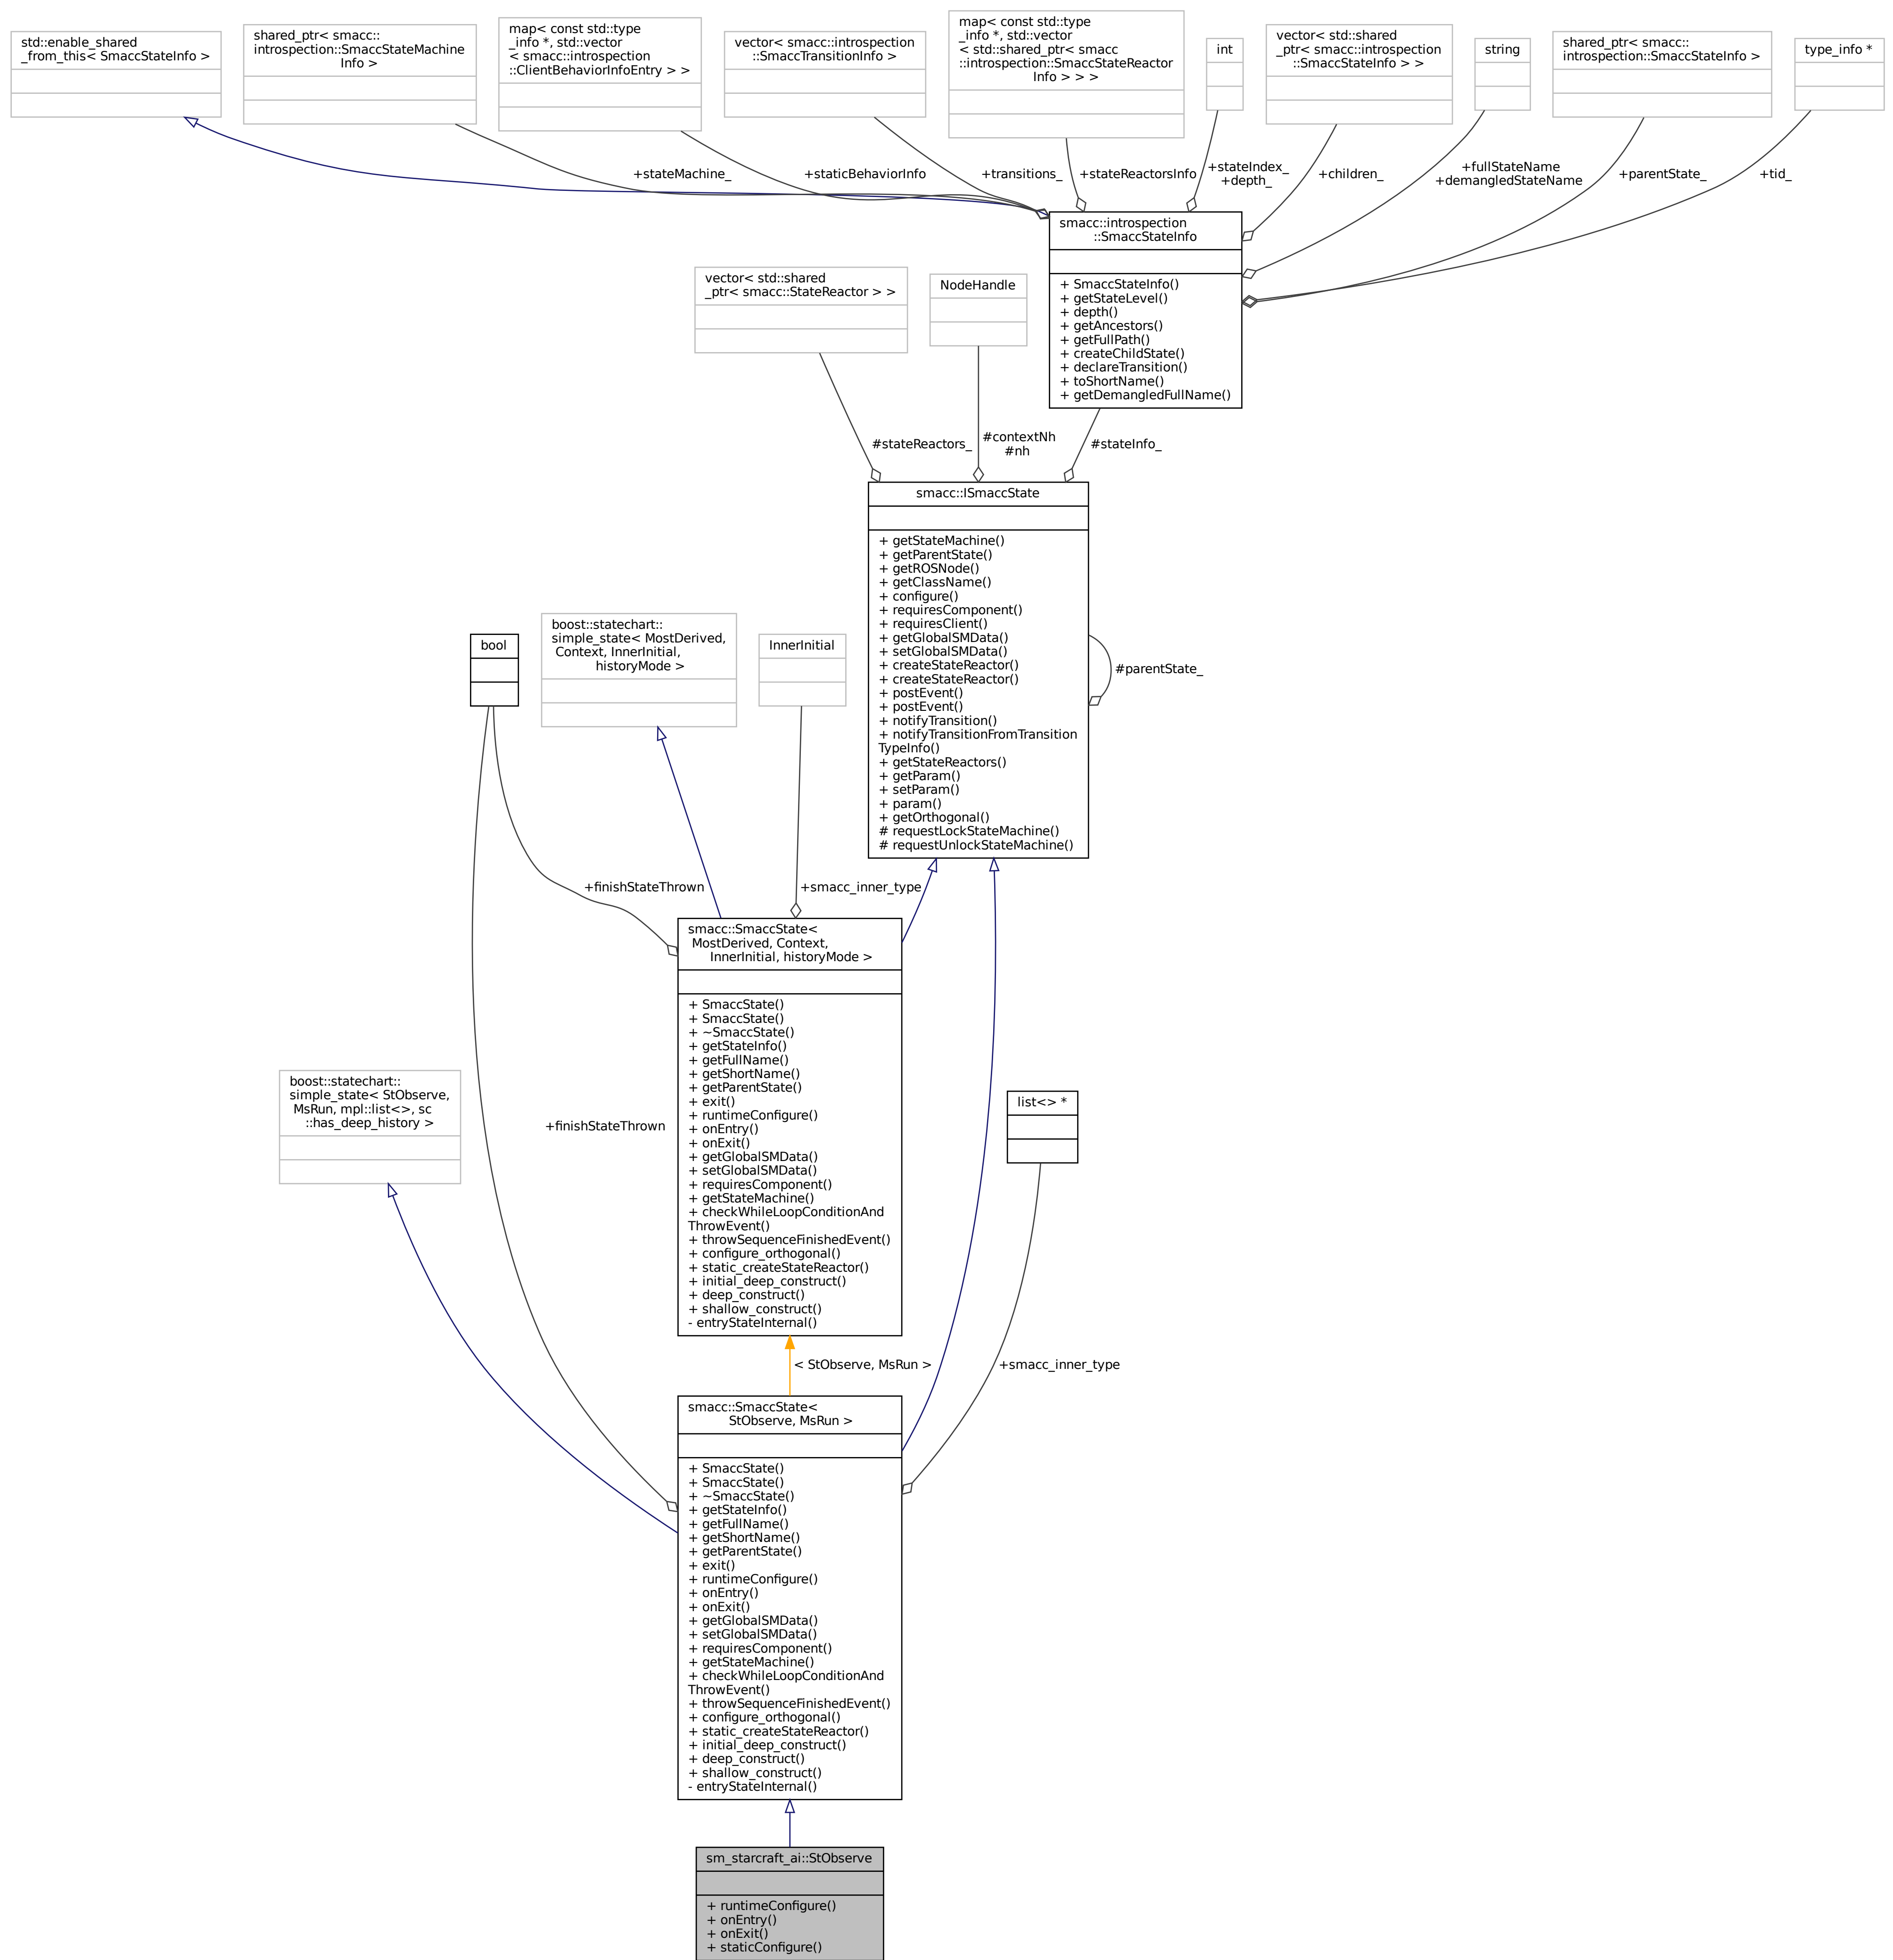 std::enable_shared
_from_this< SmaccStateInfo >
shared_ptr< smacc::
introspection::SmaccStateMachine
Info >
map< const std::type
_info *, std::vector
< smacc::introspection
::ClientBehaviorInfoEntry > >
vector< smacc::introspection
::SmaccTransitionInfo >
map< const std::type
_info *, std::vector
< std::shared_ptr< smacc
::introspection::SmaccStateReactor
Info > > >
int
vector< std::shared
_ptr< smacc::introspection
::SmaccStateInfo > >
string
shared_ptr< smacc::
introspection::SmaccStateInfo >
type_info *
+stateMachine_
+staticBehaviorInfo
+transitions_
+stateReactorsInfo
+stateIndex_
+depth_
+children_
+fullStateName
+demangledStateName
+parentState_
+tid_
smacc::introspection
::SmaccStateInfo
+ SmaccStateInfo()
+ getStateLevel()
+ depth()
+ getAncestors()
+ getFullPath()
+ createChildState()
+ declareTransition()
+ toShortName()
+ getDemangledFullName()
vector< std::shared
_ptr< smacc::StateReactor > >
NodeHandle
#stateReactors_
#contextNh
#nh
#stateInfo_
smacc::ISmaccState
+ getStateMachine()
+ getParentState()
+ getROSNode()
+ getClassName()
+ configure()
+ requiresComponent()
+ requiresClient()
+ getGlobalSMData()
+ setGlobalSMData()
+ createStateReactor()
+ createStateReactor()
+ postEvent()
+ postEvent()
+ notifyTransition()
+ notifyTransitionFromTransition
TypeInfo()
+ getStateReactors()
+ getParam()
+ setParam()
+ param()
+ getOrthogonal()
# requestLockStateMachine()
# requestUnlockStateMachine()
#parentState_
bool
boost::statechart::
simple_state< MostDerived,
Context, InnerInitial,
historyMode >
InnerInitial
+finishStateThrown
+smacc_inner_type
smacc::SmaccState<
MostDerived, Context,
InnerInitial, historyMode >
+ SmaccState()
+ SmaccState()
+ ~SmaccState()
+ getStateInfo()
+ getFullName()
+ getShortName()
+ getParentState()
+ exit()
+ runtimeConfigure()
+ onEntry()
+ onExit()
+ getGlobalSMData()
+ setGlobalSMData()
+ requiresComponent()
+ getStateMachine()
+ checkWhileLoopConditionAnd
ThrowEvent()
+ throwSequenceFinishedEvent()
+ configure_orthogonal()
+ static_createStateReactor()
+ initial_deep_construct()
+ deep_construct()
+ shallow_construct()
- entryStateInternal()
boost::statechart::
simple_state< StObserve,
MsRun, mpl::list<>, sc
::has_deep_history >
+finishStateThrown
list<> *
< StObserve, MsRun >
+smacc_inner_type
smacc::SmaccState<
StObserve, MsRun >
+ SmaccState()
+ SmaccState()
+ ~SmaccState()
+ getStateInfo()
+ getFullName()
+ getShortName()
+ getParentState()
+ exit()
+ runtimeConfigure()
+ onEntry()
+ onExit()
+ getGlobalSMData()
+ setGlobalSMData()
+ requiresComponent()
+ getStateMachine()
+ checkWhileLoopConditionAnd
ThrowEvent()
+ throwSequenceFinishedEvent()
+ configure_orthogonal()
+ static_createStateReactor()
+ initial_deep_construct()
+ deep_construct()
+ shallow_construct()
- entryStateInternal()
sm_starcraft_ai::StObserve
+ runtimeConfigure()
+ onEntry()
+ onExit()
+ staticConfigure()